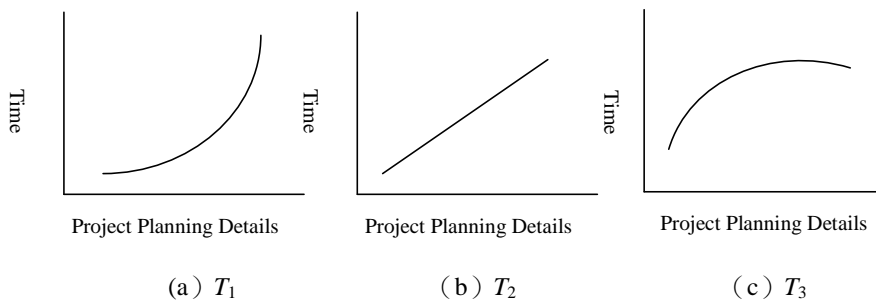 Time
Time
Time
Project Planning Details
Project Planning Details
Project Planning Details
(a) T1
（b）T2
（c）T3